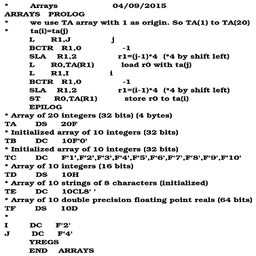 *        Arrays                    04/09/2015
ARRAYS   PROLOG
*        we use TA array with 1 as origin. So TA(1) to TA(20)
*        ta(i)=ta(j)
         L     R1,J                j
         BCTR  R1,0                -1
         SLA   R1,2                r1=(j-1)*4  (*4 by shift left)
         L     R0,TA(R1)           load r0 with ta(j)
         L     R1,I                i
         BCTR  R1,0                -1
         SLA   R1,2                r1=(i-1)*4  (*4 by shift left)
         ST    R0,TA(R1)           store r0 to ta(i)
         EPILOG
* Array of 20 integers (32 bits) (4 bytes)
TA       DS    20F
* Initialized array of 10 integers (32 bits)
TB       DC    10F'0'
* Initialized array of 10 integers (32 bits)
TC       DC    F'1',F'2',F'3',F'4',F'5',F'6',F'7',F'8',F'9',F'10'
* Array of 10 integers (16 bits)
TD       DS    10H
* Array of 10 strings of 8 characters (initialized)
TE       DC    10CL8' '
* Array of 10 double precision floating point reals (64 bits)
TF       DS    10D
*
I        DC    F'2'
J        DC    F'4'
         YREGS
         END   ARRAYS